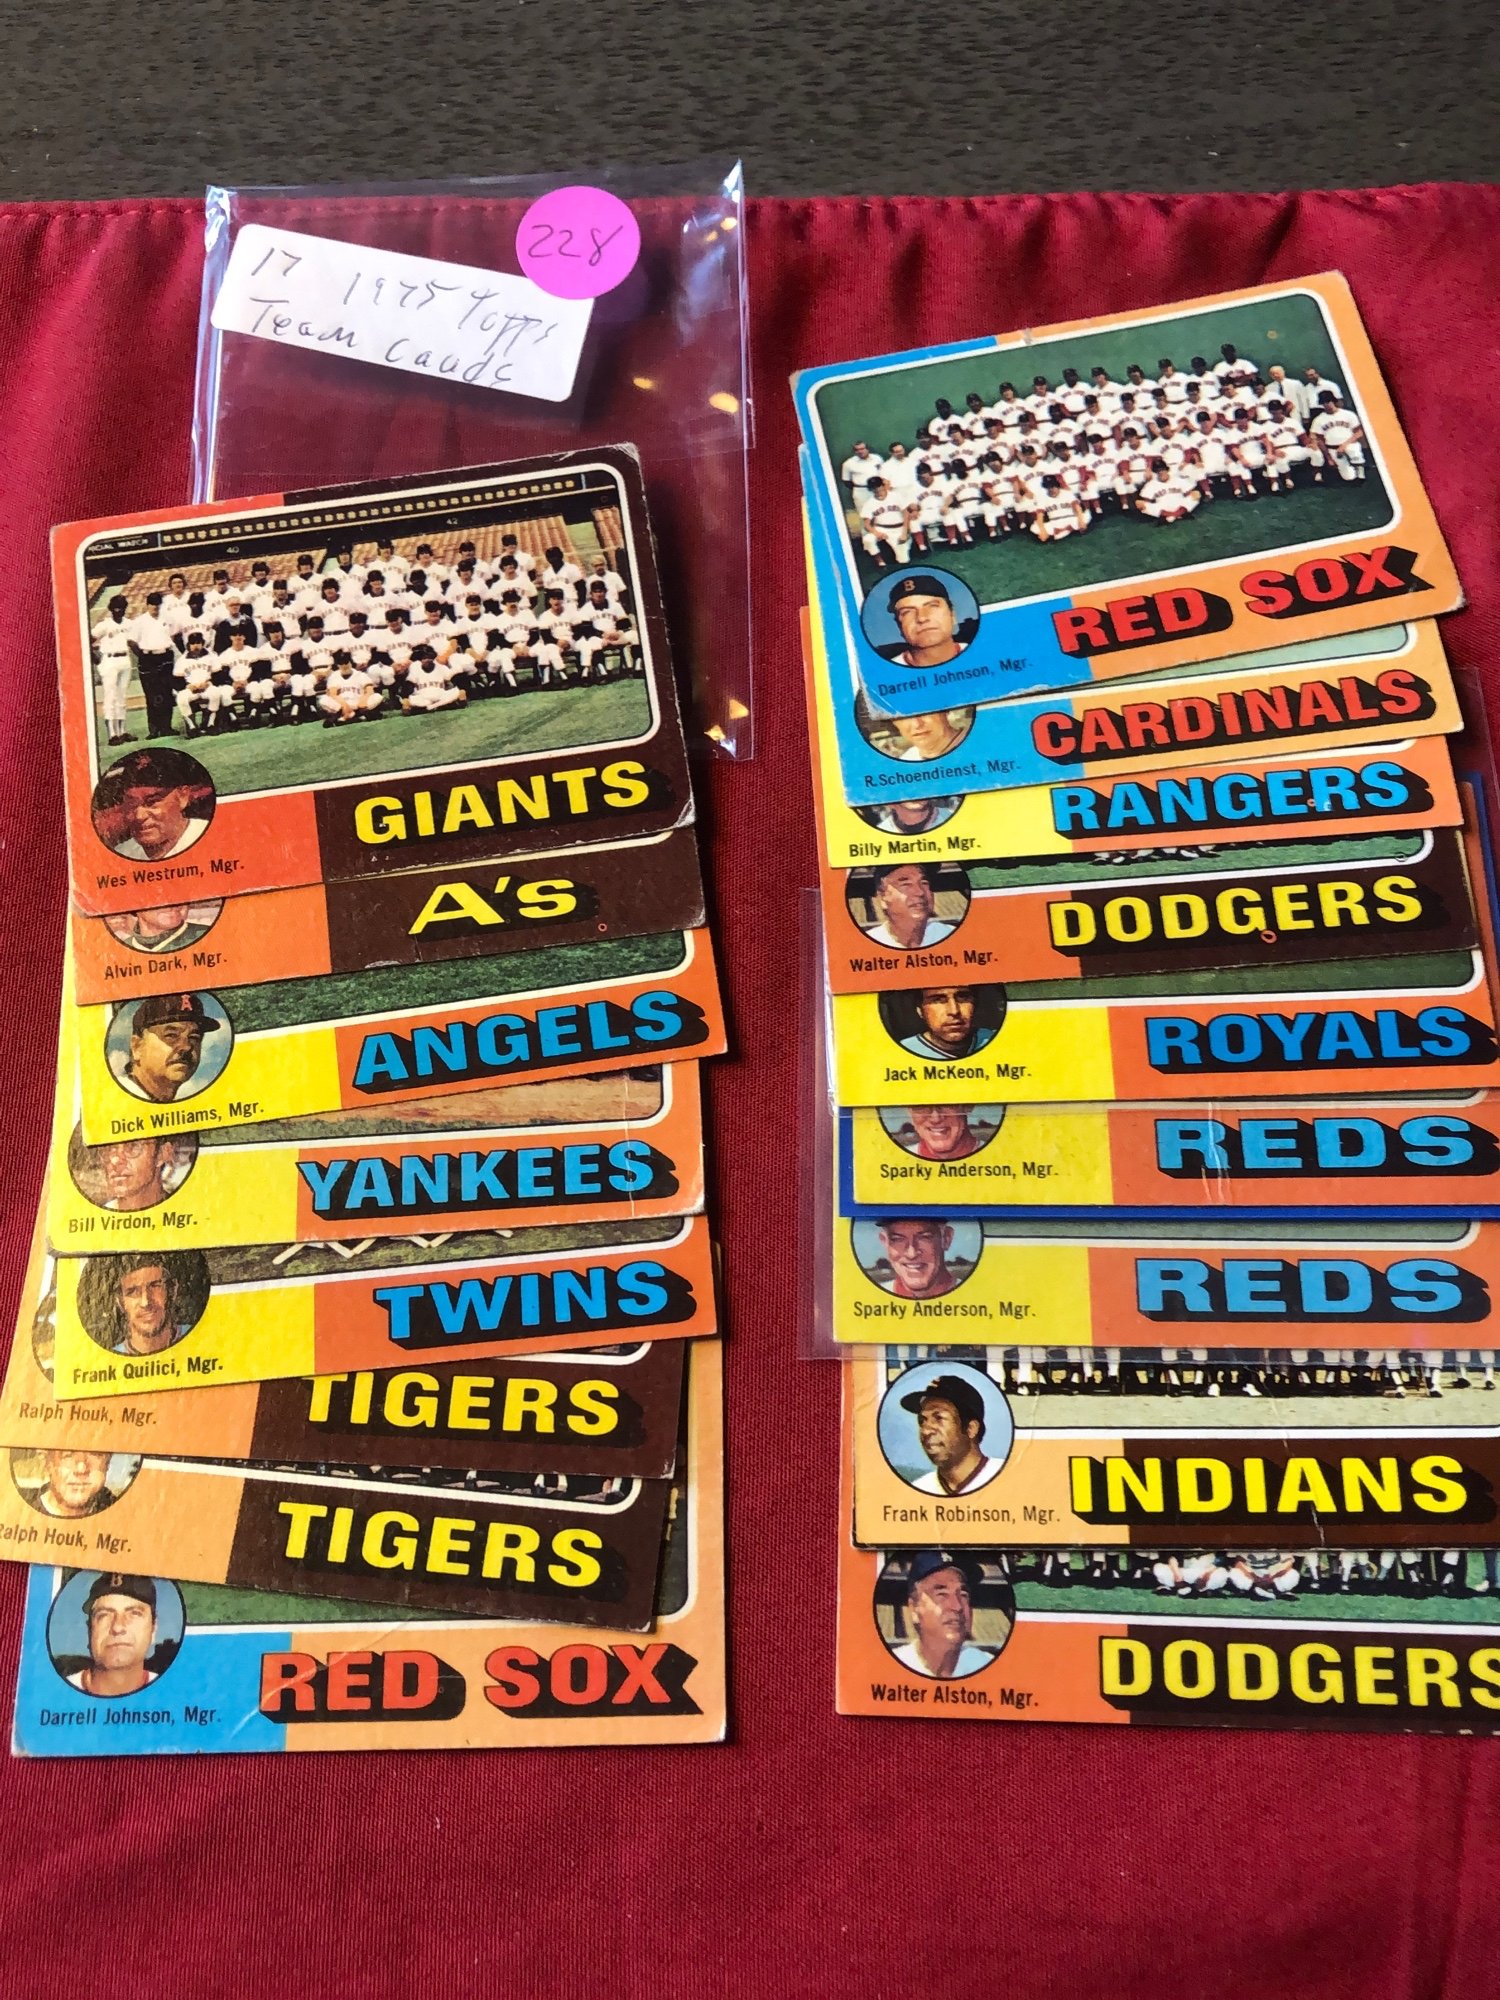 17 1975 Topps
Team Cards
228
40
42
GIANTS
Wes Westrum, Mgr.
A's
Alvin Dark, Mgr.
A
ANGELS
Dick Williams, Mgr.
YANKEES
Bill Virdon, Mgr.
TWINS
Frank Quilici, Mgr.
TIGERS
Ralph Houk, Mgr.
TIGERS
Ralph Houk, Mgr.
B
RED SOX
Darrell Johnson, Mgr.
B
RED SOX
Darrell Johnson, Mgr.
CARDINALS
R. Schoendienst, Mgr.
RANGERS
Billy Martin, Mgr.
DODGERS
Walter Alston, Mgr.
ROYALS
Jack McKeon, Mgr.
REDS
Sparky Anderson, Mgr.
REDS
Sparky Anderson, Mgr.
INDIANS
Frank Robinson, Mgr.
DODGERS
Walter Alston, Mgr.